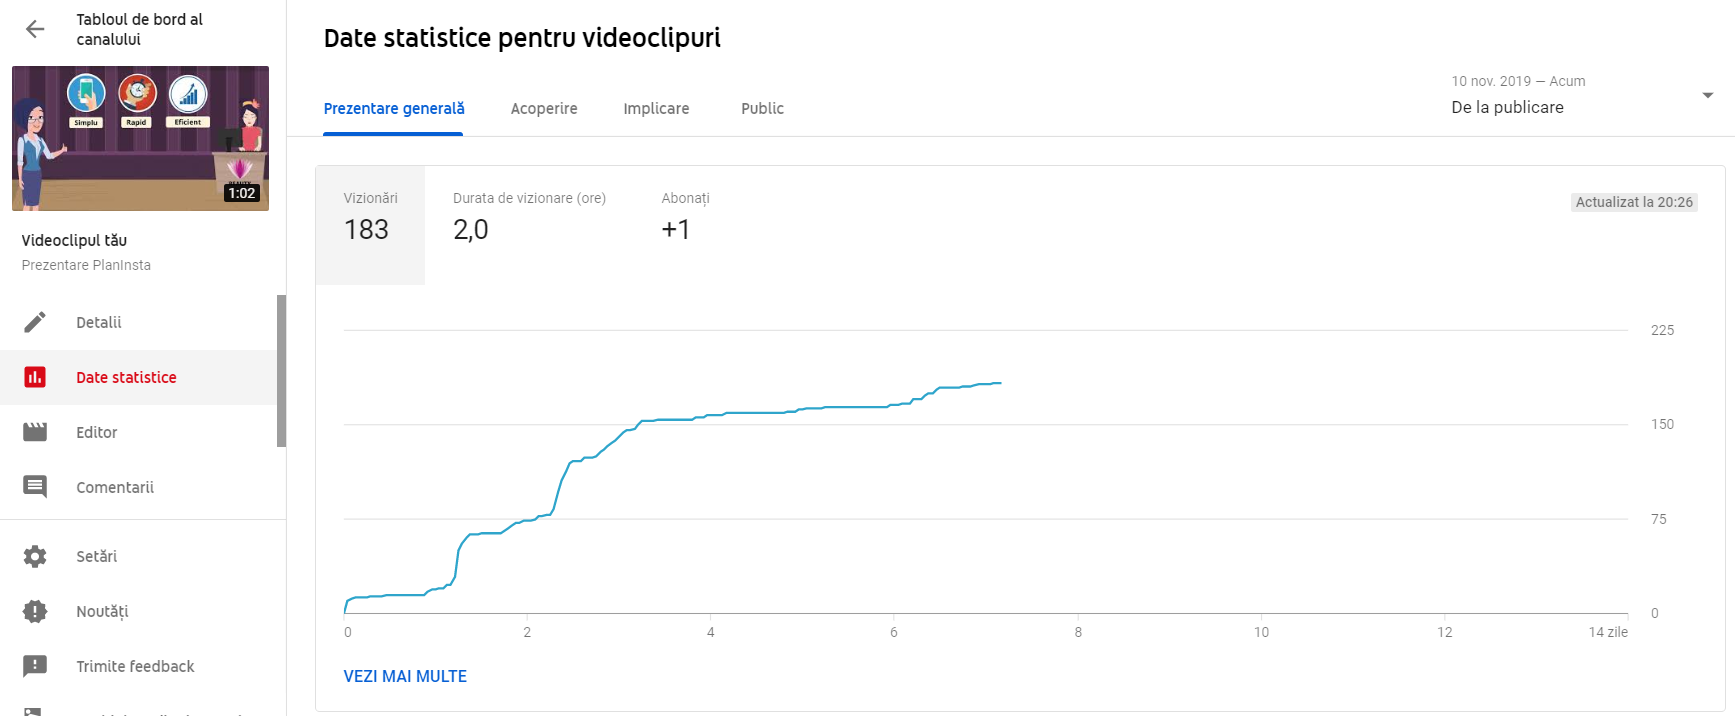 Tabloul de bord al
canalului
Simplu
Rapid
Eficient
1:02
Videoclipul tău
Prezentare PlanInsta
Detalii
Date statistice
Editor
Comentarii
Setări
Noutăți
Trimite feedback
Date statistice pentru videoclipuri
Prezentare generală
Acoperire
Implicare
Public
10 nov. 2019 – Acum
De la publicare
Vizionări
183
Durata de vizionare (ore)
2,0
Abonați
+1
Actualizat la 20:26
225
150
75
0
0 2 4 6 8 10 12 14 zile
VEZI MAI MULTE